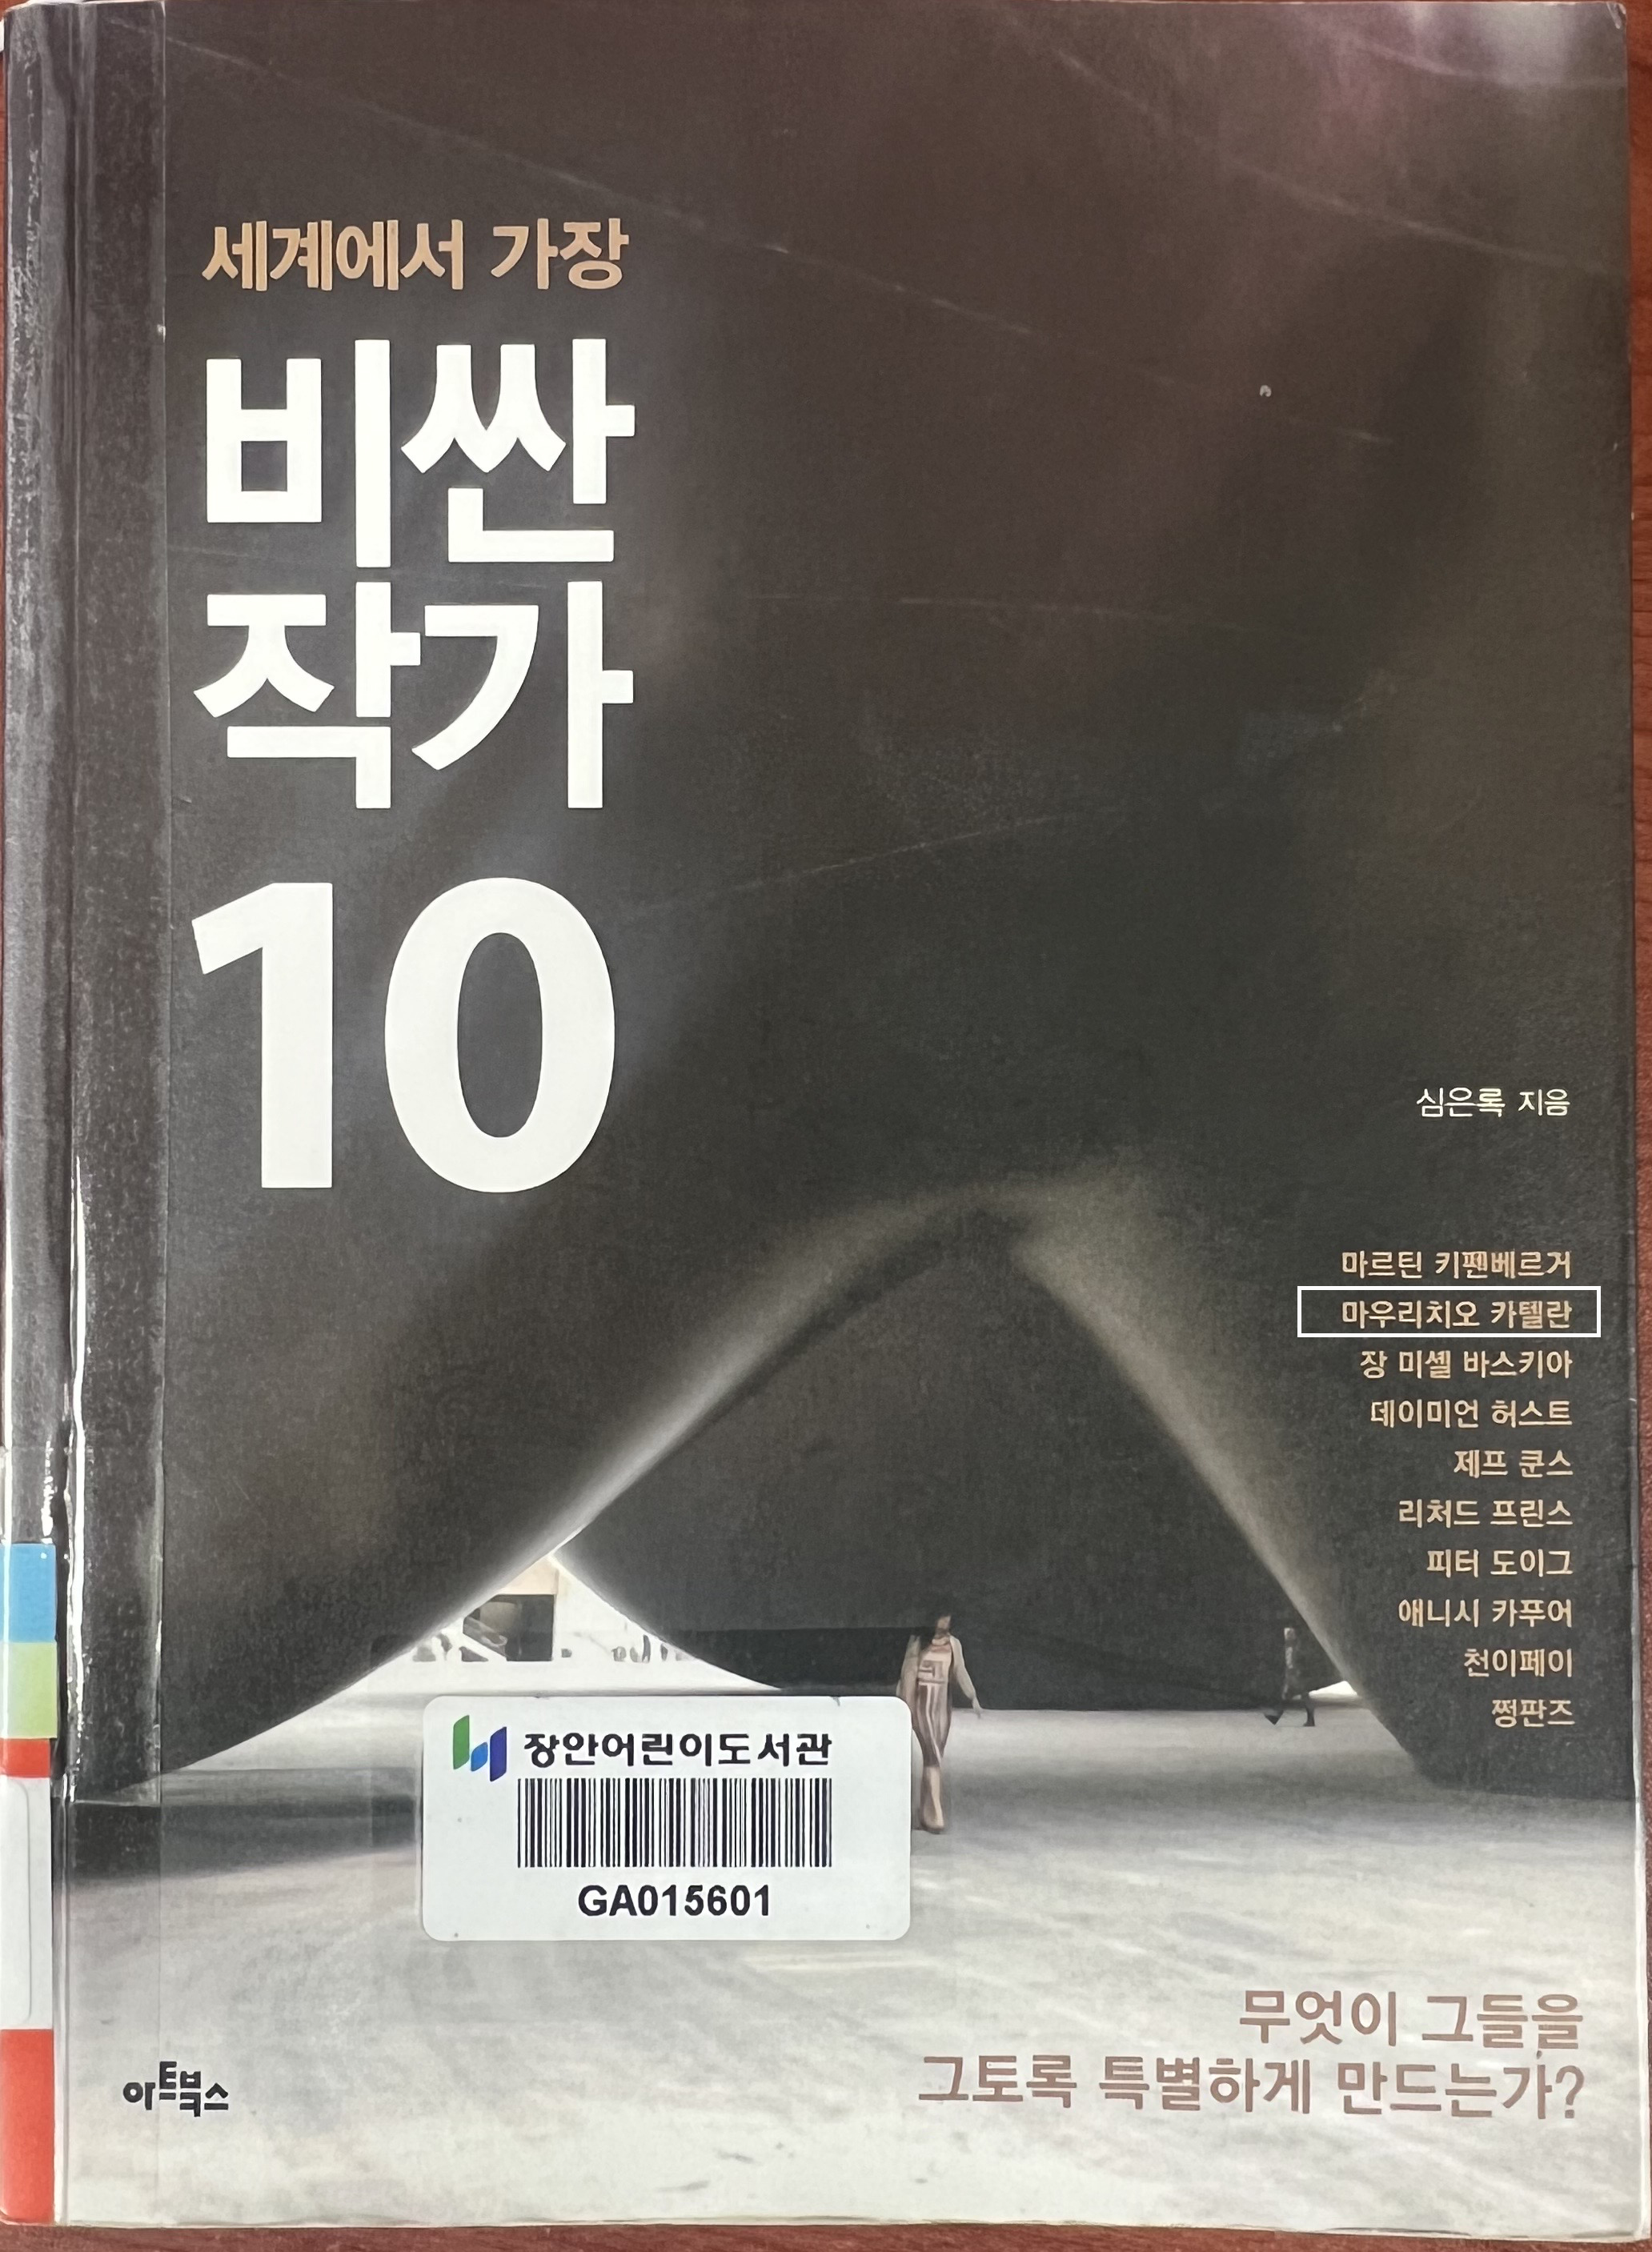 세계에서 가장
비싼
작가
10
심은록 지음
마르틴 키펜베르거
마우리치오 카텔란
장 미셸 바스키아
데이미언 허스트
제프 쿤스
리처드 프린스
피터 도이그
애니시 카푸어
천이페이
쩡판즈
장안어린이도서관
GA015601
무엇이 그들을
그토록 특별하게 만드는가?
아트북스